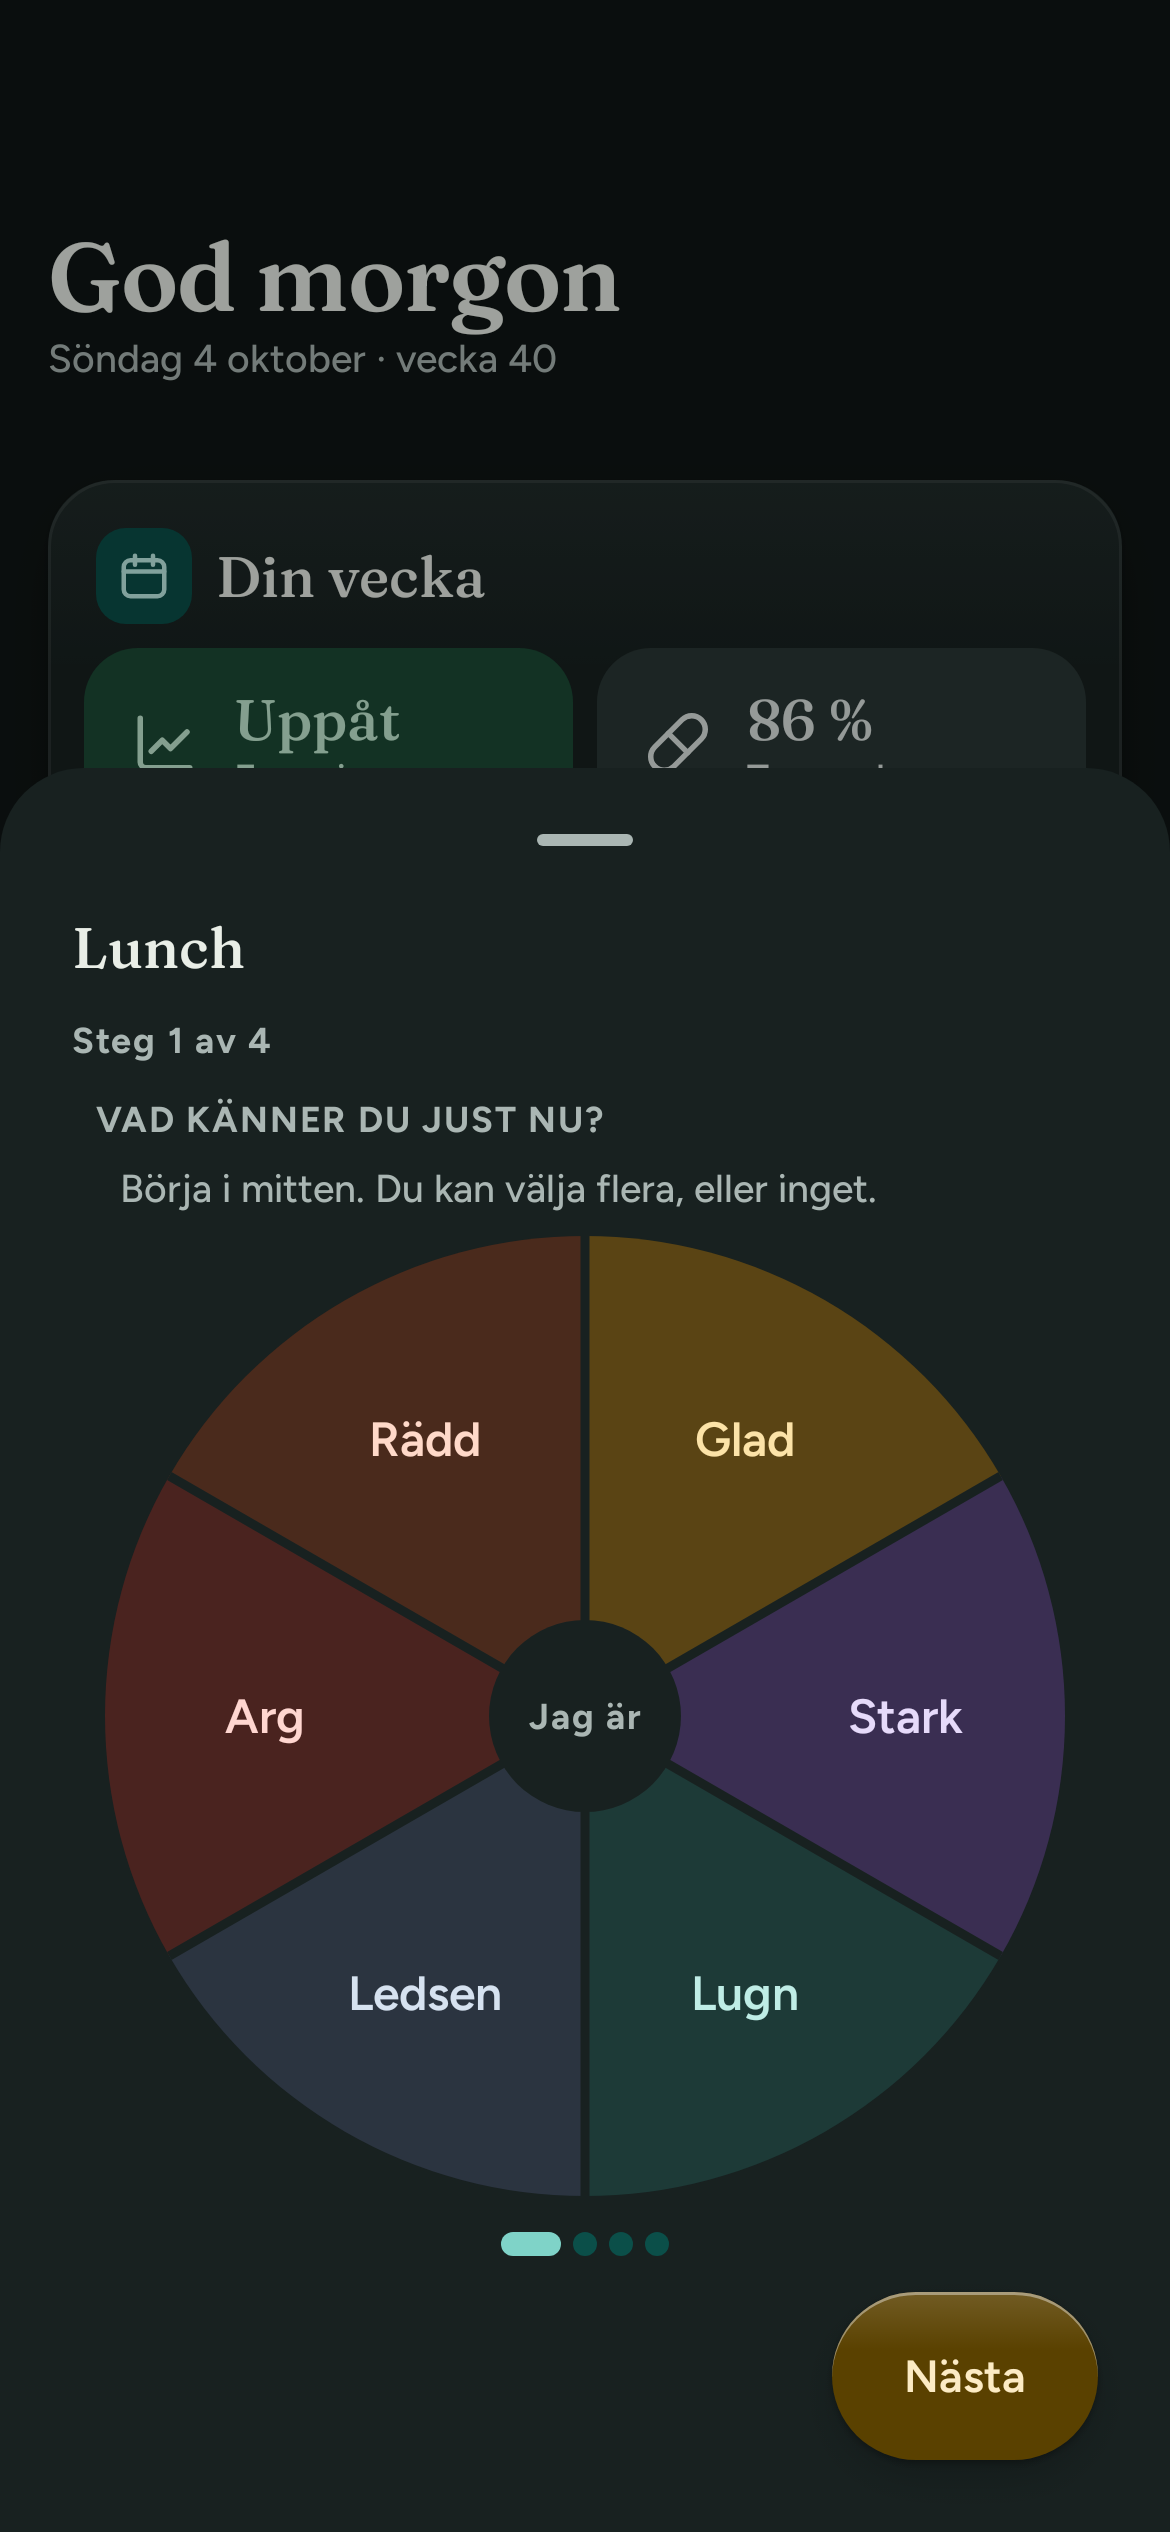 God morgon
Söndag 4 oktober · vecka 40
Din vecka
Uppåt
86 %
Lunch
Steg 1 av 4
VAD KÄNNER DU JUST NU?
Börja i mitten. Du kan välja flera, eller inget.
Rädd
Glad
Arg
Jag är
Stark
Ledsen
Lugn
Nästa